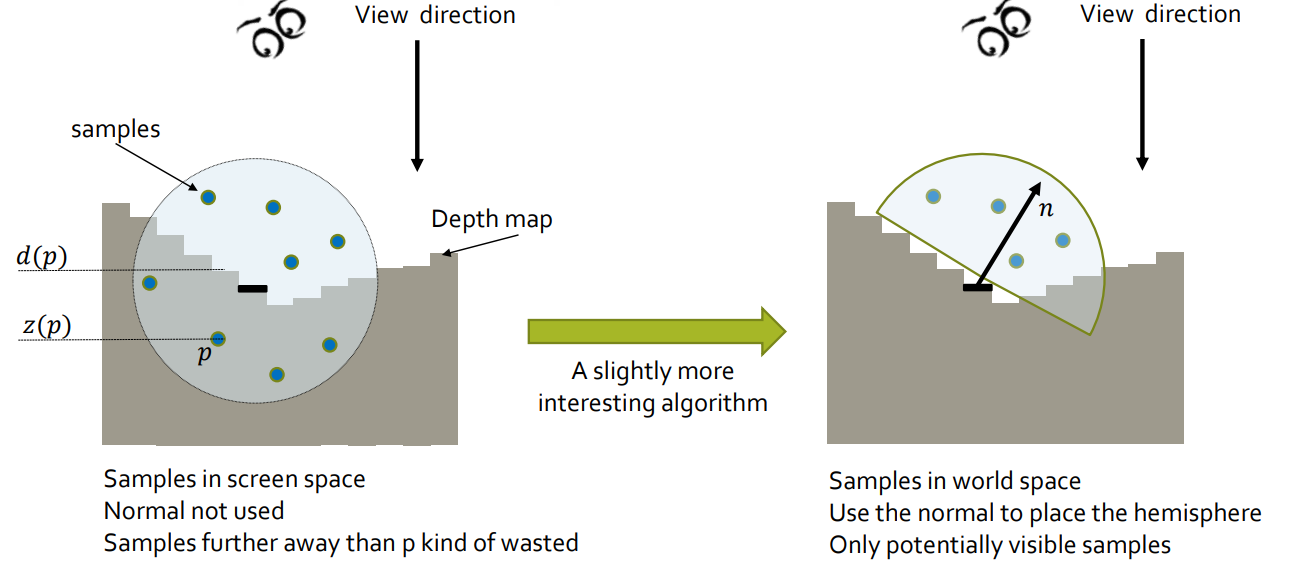 View direction
View direction
samples
n
Depth map
d(p)
z(p)
p
A slightly more
interesting algorithm
Samples in screen space
Normal not used
Samples further away than p kind of wasted
Samples in world space
Use the normal to place the hemisphere
Only potentially visible samples